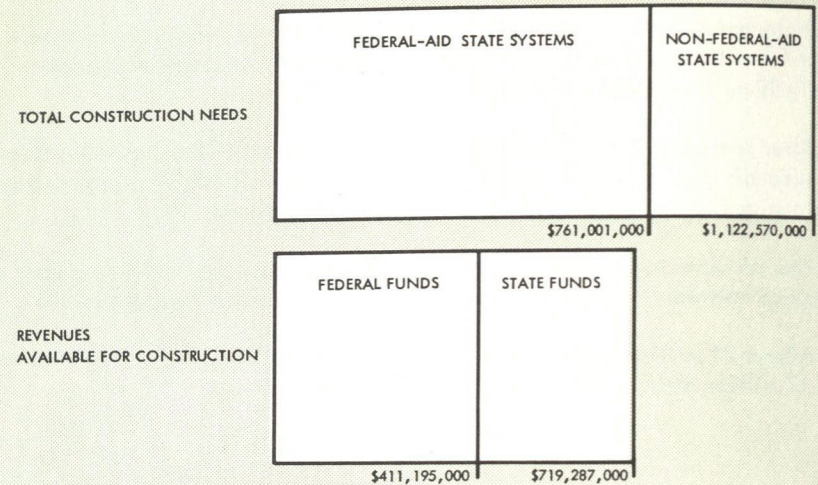 FEDERAL-AID STATE SYSTEMS
NON-FEDERAL-AID
STATE SYSTEMS
TOTAL CONSTRUCTION NEEDS
$761,001,000
$1,122,570,000
FEDERAL FUNDS
STATE FUNDS
REVENUES
AVAILABLE FOR CONSTRUCTION
$411,195,000
$719,287,000